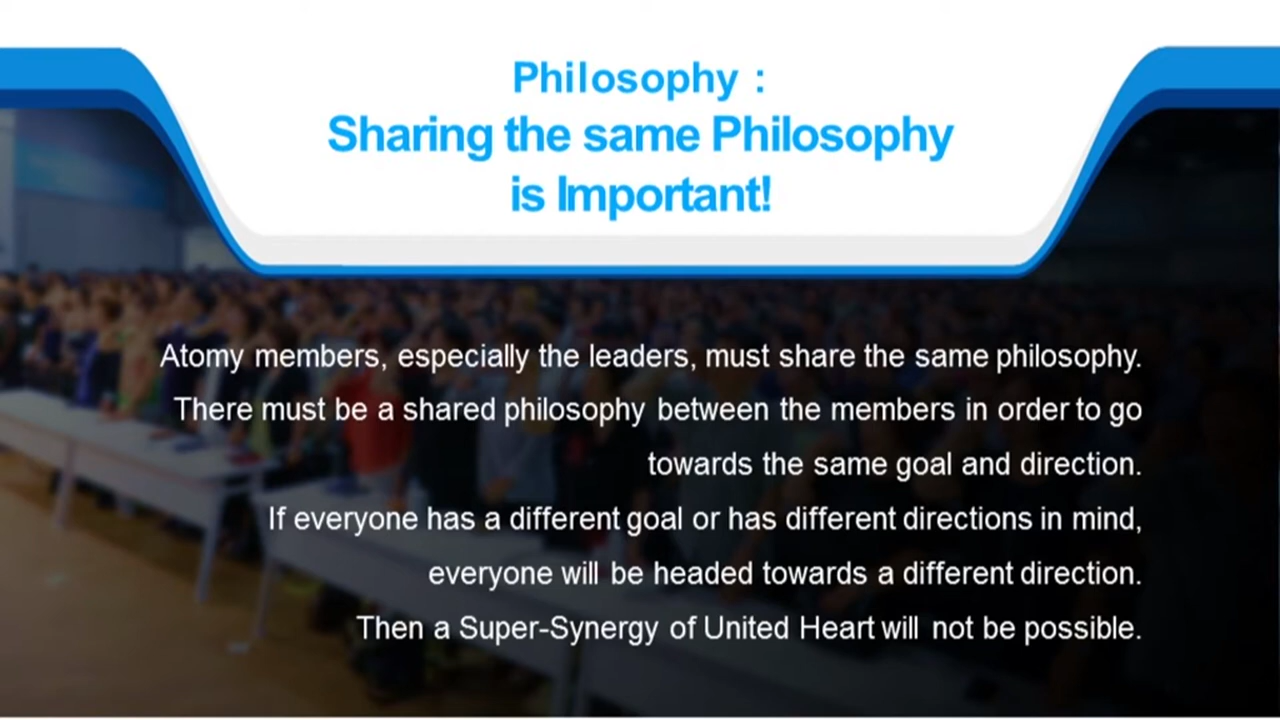 Philosophy :
Sharing the same Philosophy
is Important!
Atomy members, especially the leaders, must share the same philosophy.
There must be a shared philosophy between the members in order to go
towards the same goal and direction.
If everyone has a different goal or has different directions in mind,
everyone will be headed towards a different direction.
Then a Super-Synergy of United Heart will not be possible.